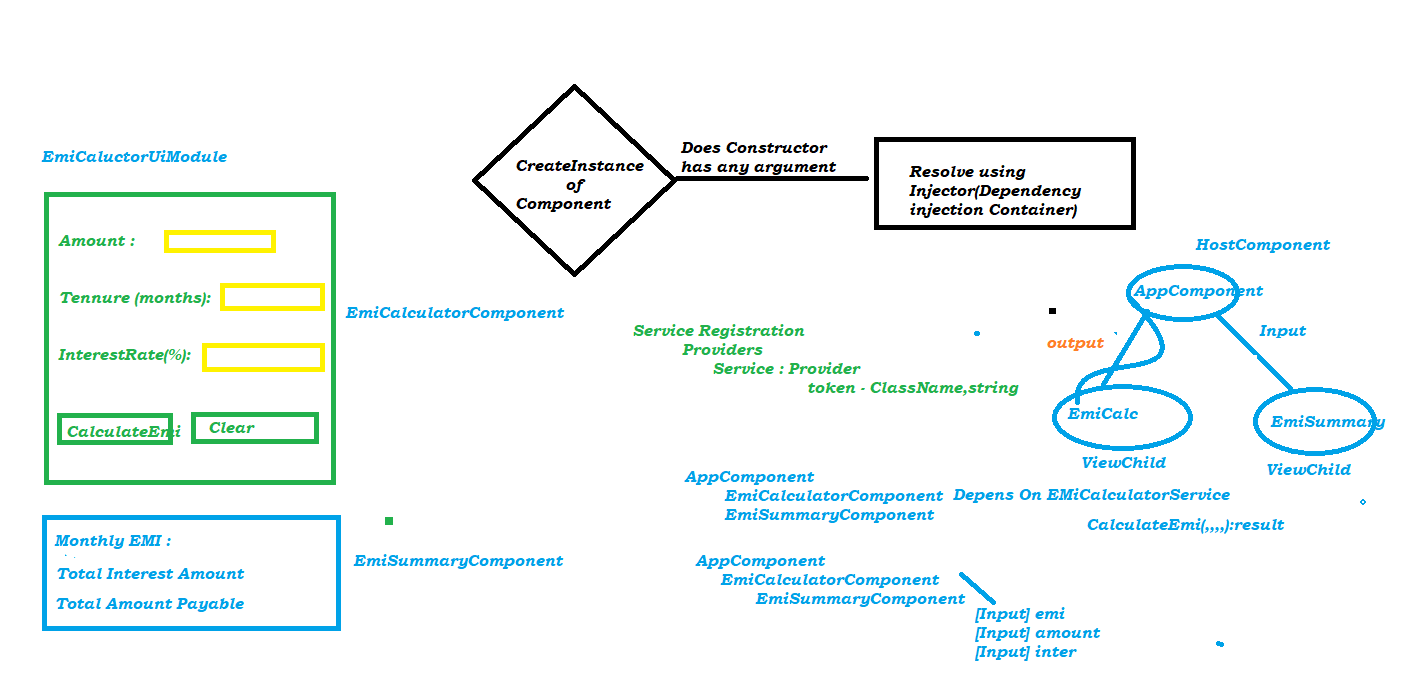 EmiCaluctorUiModule
Amount :
Tennure (months):
InterestRate(%):
CalculateEmi
Clear
EmiCalculatorComponent
Monthly EMI :
Total Interest Amount
Total Amount Payable
EmiSummaryComponent
CreateInstance
of
Component
Does Constructor
has any argument
Resolve using
Injector(Dependency
injection Container)
Service Registration
Providers
Service : Provider
token - ClassName,string
HostComponent
AppComponent
Input
output
EmiCalc
EmiSummary
ViewChild
ViewChild
AppComponent
EmiCalculatorComponent Depens On EMiCalculatorService
EmiSummaryComponent
CalculateEmi(,,,,):result
AppComponent
EmiCalculatorComponent
EmiSummaryComponent
[Input] emi
[Input] amount
[Input] inter